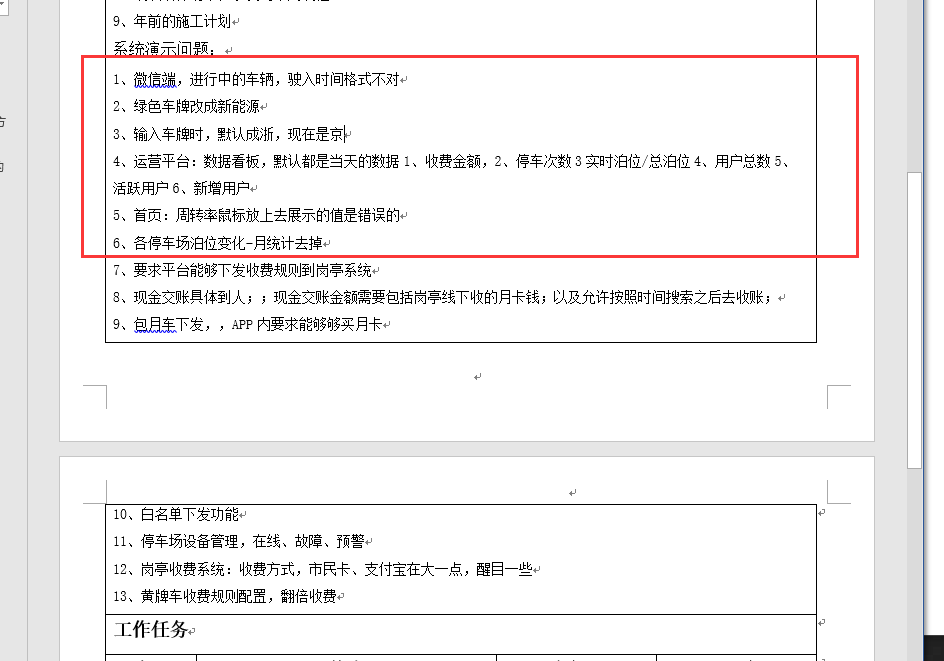 9、年前的施工计划
系统演示问题：
1、微信端，进行中的车辆，驶入时间格式不对
2、绿色车牌改成新能源
3、输入车牌时，默认成浙，现在是京
4、运营平台：数据看板，默认都是当天的数据 1、收费金额，2、停车次数 3 实时泊位/总泊位 4、用户总数 5、
活跃用户 6、新增用户
5、首页：周转率鼠标放上去展示的值是错误的
6、各停车场泊位变化-月统计去掉
7、要求平台能够下发收费规则到岗亭系统
8、现金交账具体到人；；现金交账金额需要包括岗亭线下收的月卡钱；以及允许按照时间搜索之后去收账；
9、包月车下发，，APP 内要求能够够买月卡
10、白名单下发功能
11、停车场设备管理，在线、故障、预警
12、岗亭收费系统：收费方式，市民卡、支付宝在大一点，醒目一些
13、黄牌车收费规则配置，翻倍收费
工作任务